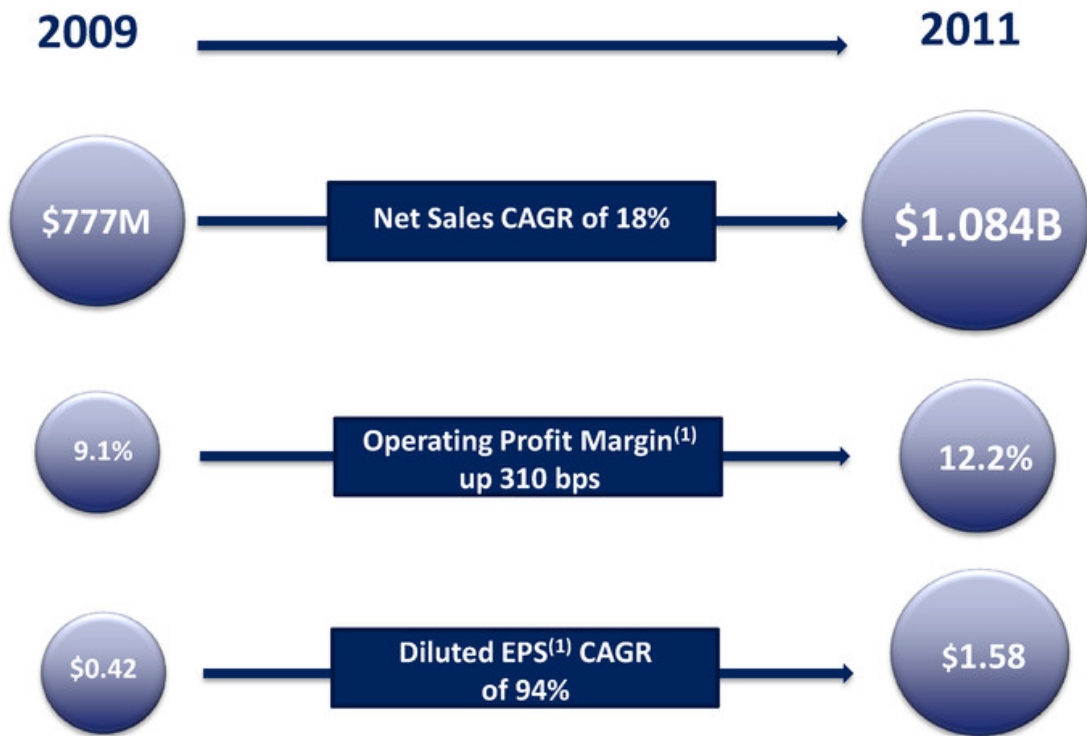 2009
2011
$777M
Net Sales CAGR of 18%
$1.084B
9.1%
Operating Profit Margin(1)
up 310 bps
12.2%
$0.42
Diluted EPS(1) CAGR
of 94%
$1.58